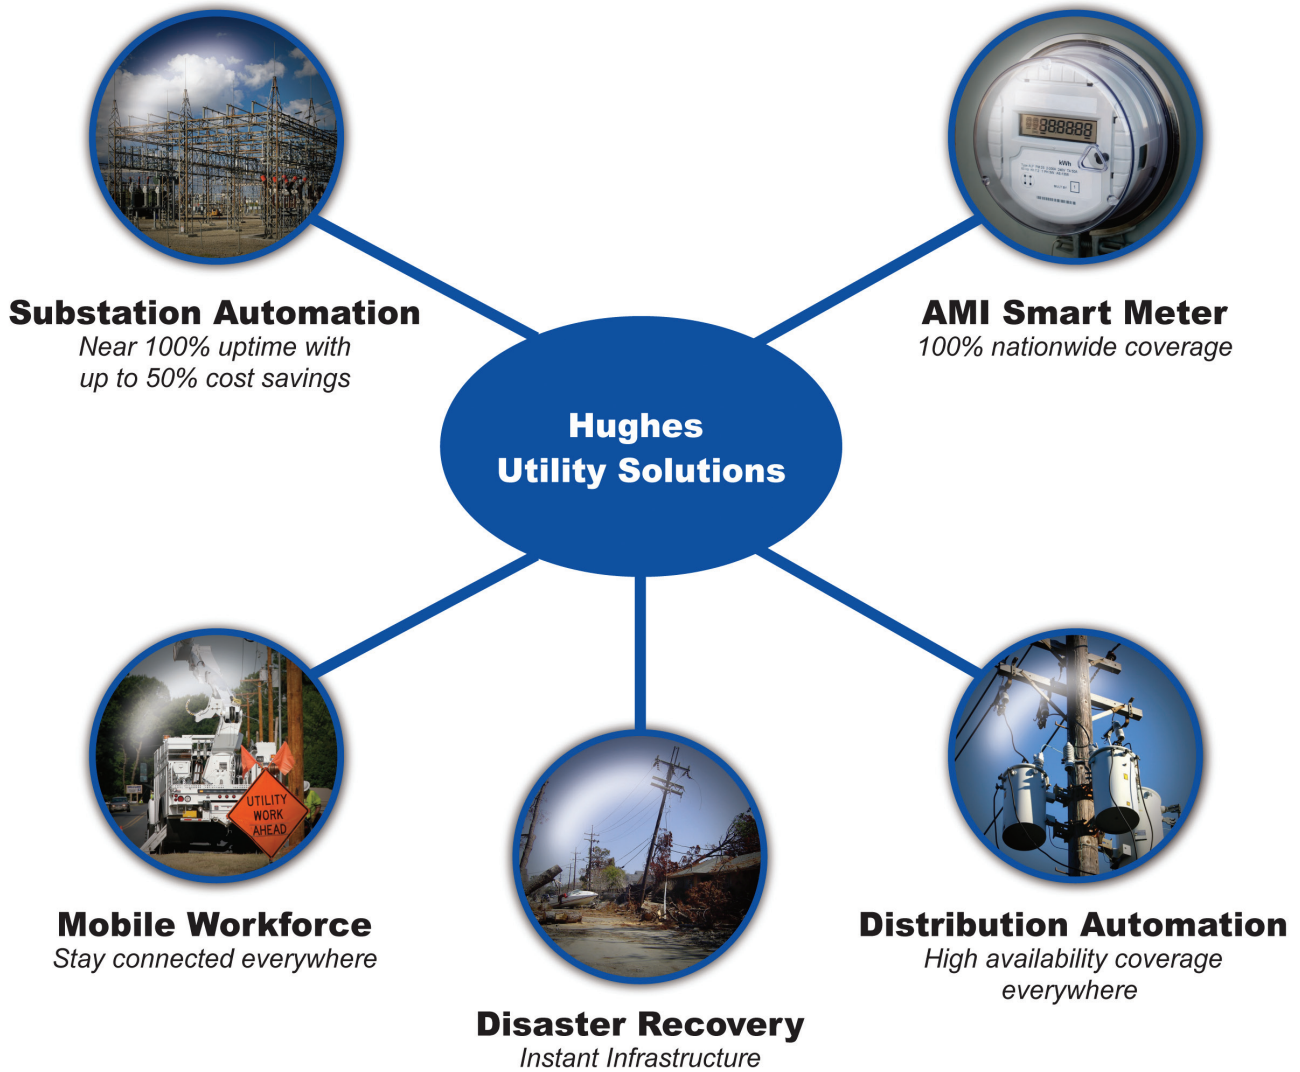 Substation Automation
Near 100% uptime with
up to 50% cost savings
AMI Smart Meter
100% nationwide coverage
kWh
Hughes
Utility Solutions
UTILITY
WORK
AHEAD
Mobile Workforce
Stay connected everywhere
Disaster Recovery
Instant Infrastructure
Distribution Automation
High availability coverage
everywhere